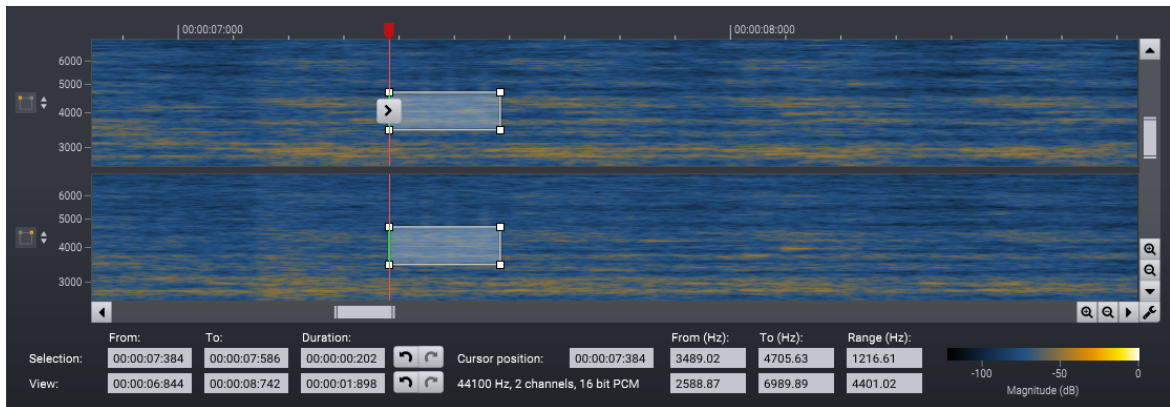 00:00:07:000 00:00:08:000
6000
5000
4000
3000
6000
5000
4000
3000
From: To: Duration: From (Hz): To (Hz): Range (Hz):
Selection: 00:00:07:384 00:00:07:586 00:00:00:202 Cursor position: 00:00:07:384 3489.02 4705.63 1216.61
View: 00:00:06:844 00:00:08:742 00:00:01:898 44100 Hz, 2 channels, 16 bit PCM 2588.87 6989.89 4401.02
-100 -50 0
Magnitude (dB)